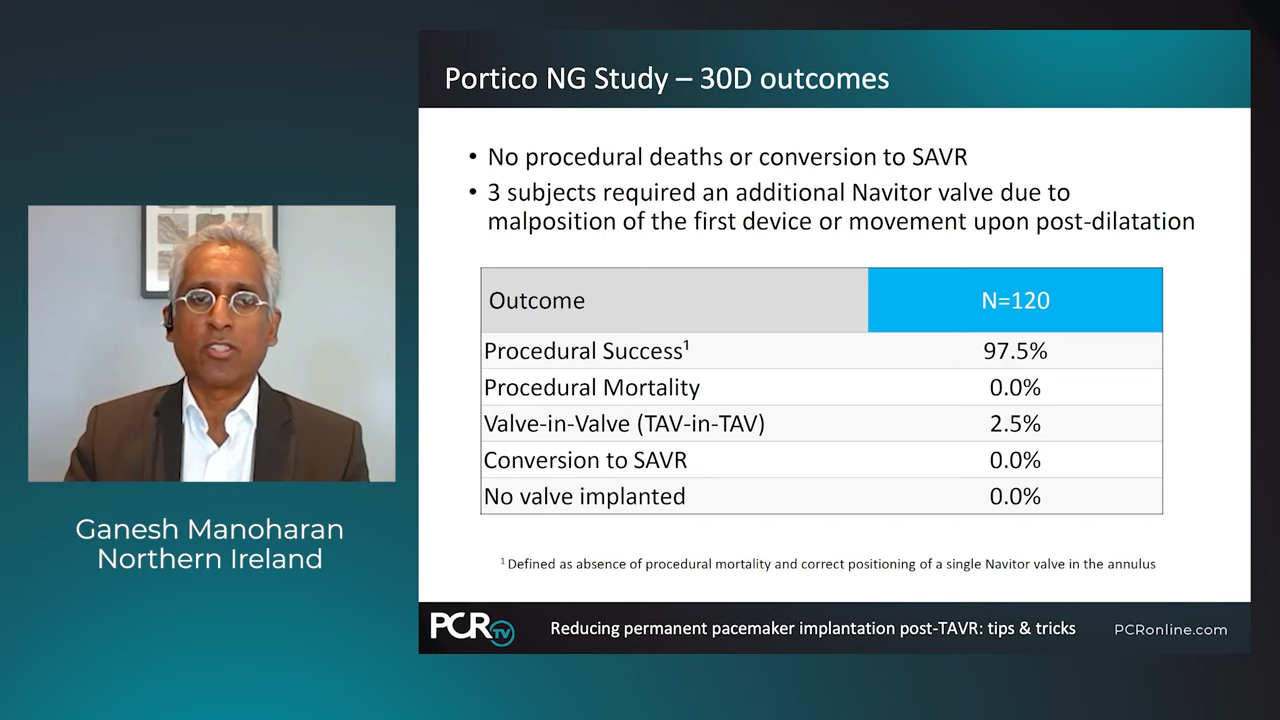 Portico NG Study – 30D outcomes
• No procedural deaths or conversion to SAVR
• 3 subjects required an additional Navitor valve due to
malposition of the first device or movement upon post-dilatation
Outcome N=120
Procedural Success¹ 97.5%
Procedural Mortality 0.0%
Valve-in-Valve (TAV-in-TAV) 2.5%
Conversion to SAVR 0.0%
No valve implanted 0.0%
¹ Defined as absence of procedural mortality and correct positioning of a single Navitor valve in the annulus
Ganesh Manoharan
Northern Ireland
PCR TV Reducing permanent pacemaker implantation post-TAVR: tips & tricks PCRonline.com